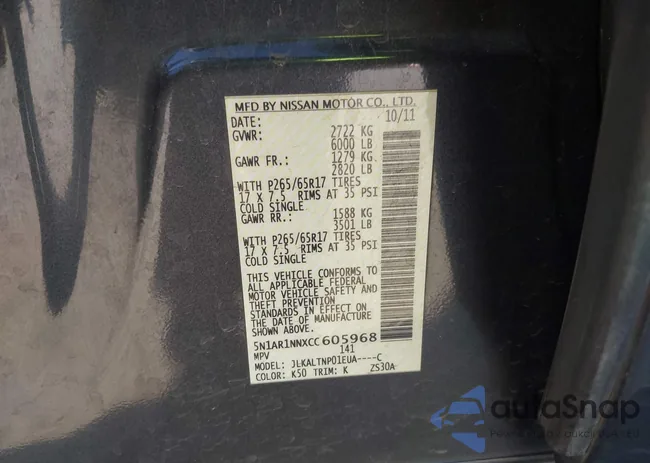 MFD BY NISSAN MOTOR CO., LTD.
DATE: 10/11
GVWR: 2722 KG
6000 LB
GAWR FR.: 1279 KG
2820 LB
WITH P265/65R17 TIRES
17 X 7.5 RIMS AT 35 PSI
COLD SINGLE
GAWR RR.: 1588 KG
3501 LB
WITH P265/65R17 TIRES
17 X 7.5 RIMS AT 35 PSI
COLD SINGLE
THIS VEHICLE CONFORMS TO
ALL APPLICABLE FEDERAL
MOTOR VEHICLE SAFETY AND
THEFT PREVENTION
STANDARDS IN EFFECT ON
THE DATE OF MANUFACTURE
SHOWN ABOVE.
5N1AR1NNXCC605968
MPV 141
MODEL: JLKALTNP01EUA----C
COLOR: K50 TRIM: K ZS30A
autoSnap